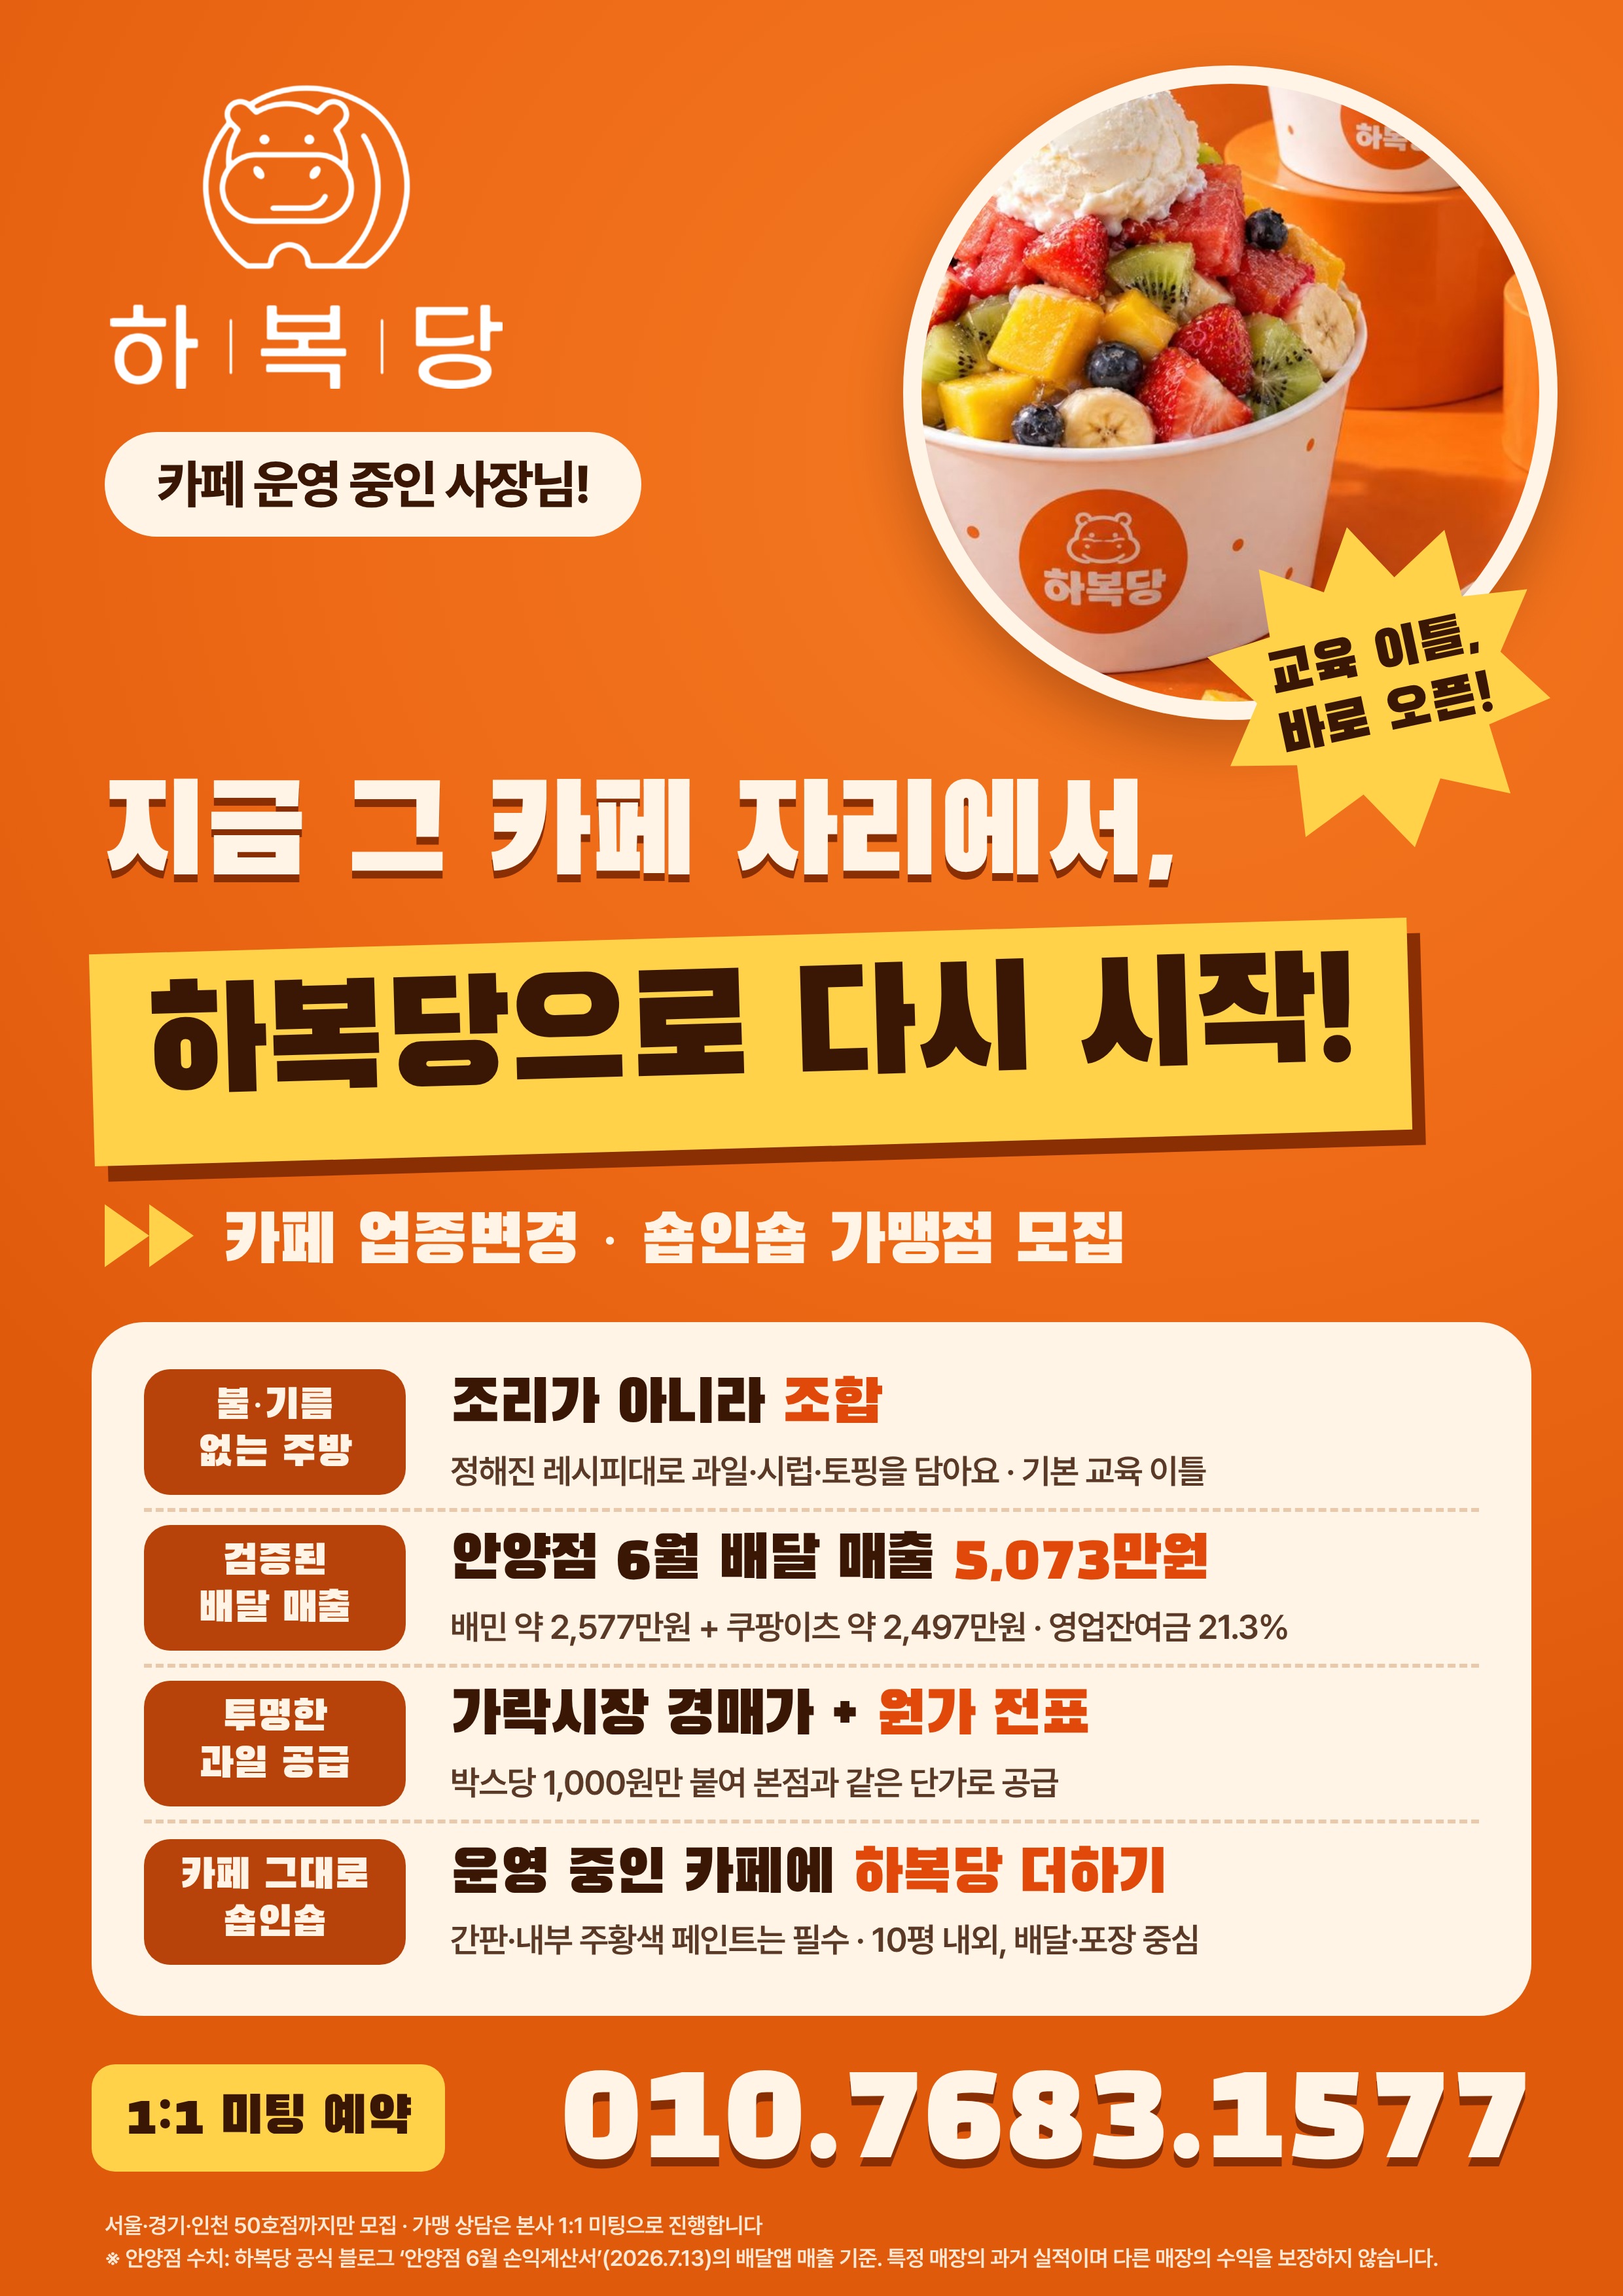 하복당
카페 운영 중인 사장님!
하복당
교육 이틀,
바로 오픈!
지금 그 카페 자리에서,
하복당으로 다시 시작!
카페 업종변경 · 숍인숍 가맹점 모집
불·기름
없는 주방
조리가 아니라 조합
정해진 레시피대로 과일·시럽·토핑을 담아요 · 기본 교육 이틀
검증된
배달 매출
안양점 6월 배달 매출 5,073만원
배민 약 2,577만원 + 쿠팡이츠 약 2,497만원 · 영업잔여금 21.3%
투명한
과일 공급
가락시장 경매가 + 원가 전표
박스당 1,000원만 붙여 본점과 같은 단가로 공급
카페 그대로
숍인숍
운영 중인 카페에 하복당 더하기
간판·내부 주황색 페인트는 필수 · 10평 내외, 배달·포장 중심
1:1 미팅 예약
010.7683.1577
서울·경기·인천 50호점까지만 모집 · 가맹 상담은 본사 1:1 미팅으로 진행합니다
※ 안양점 수치: 하복당 공식 블로그 ‘안양점 6월 손익계산서’(2026.7.13)의 배달앱 매출 기준. 특정 매장의 과거 실적이며 다른 매장의 수익을 보장하지 않습니다.